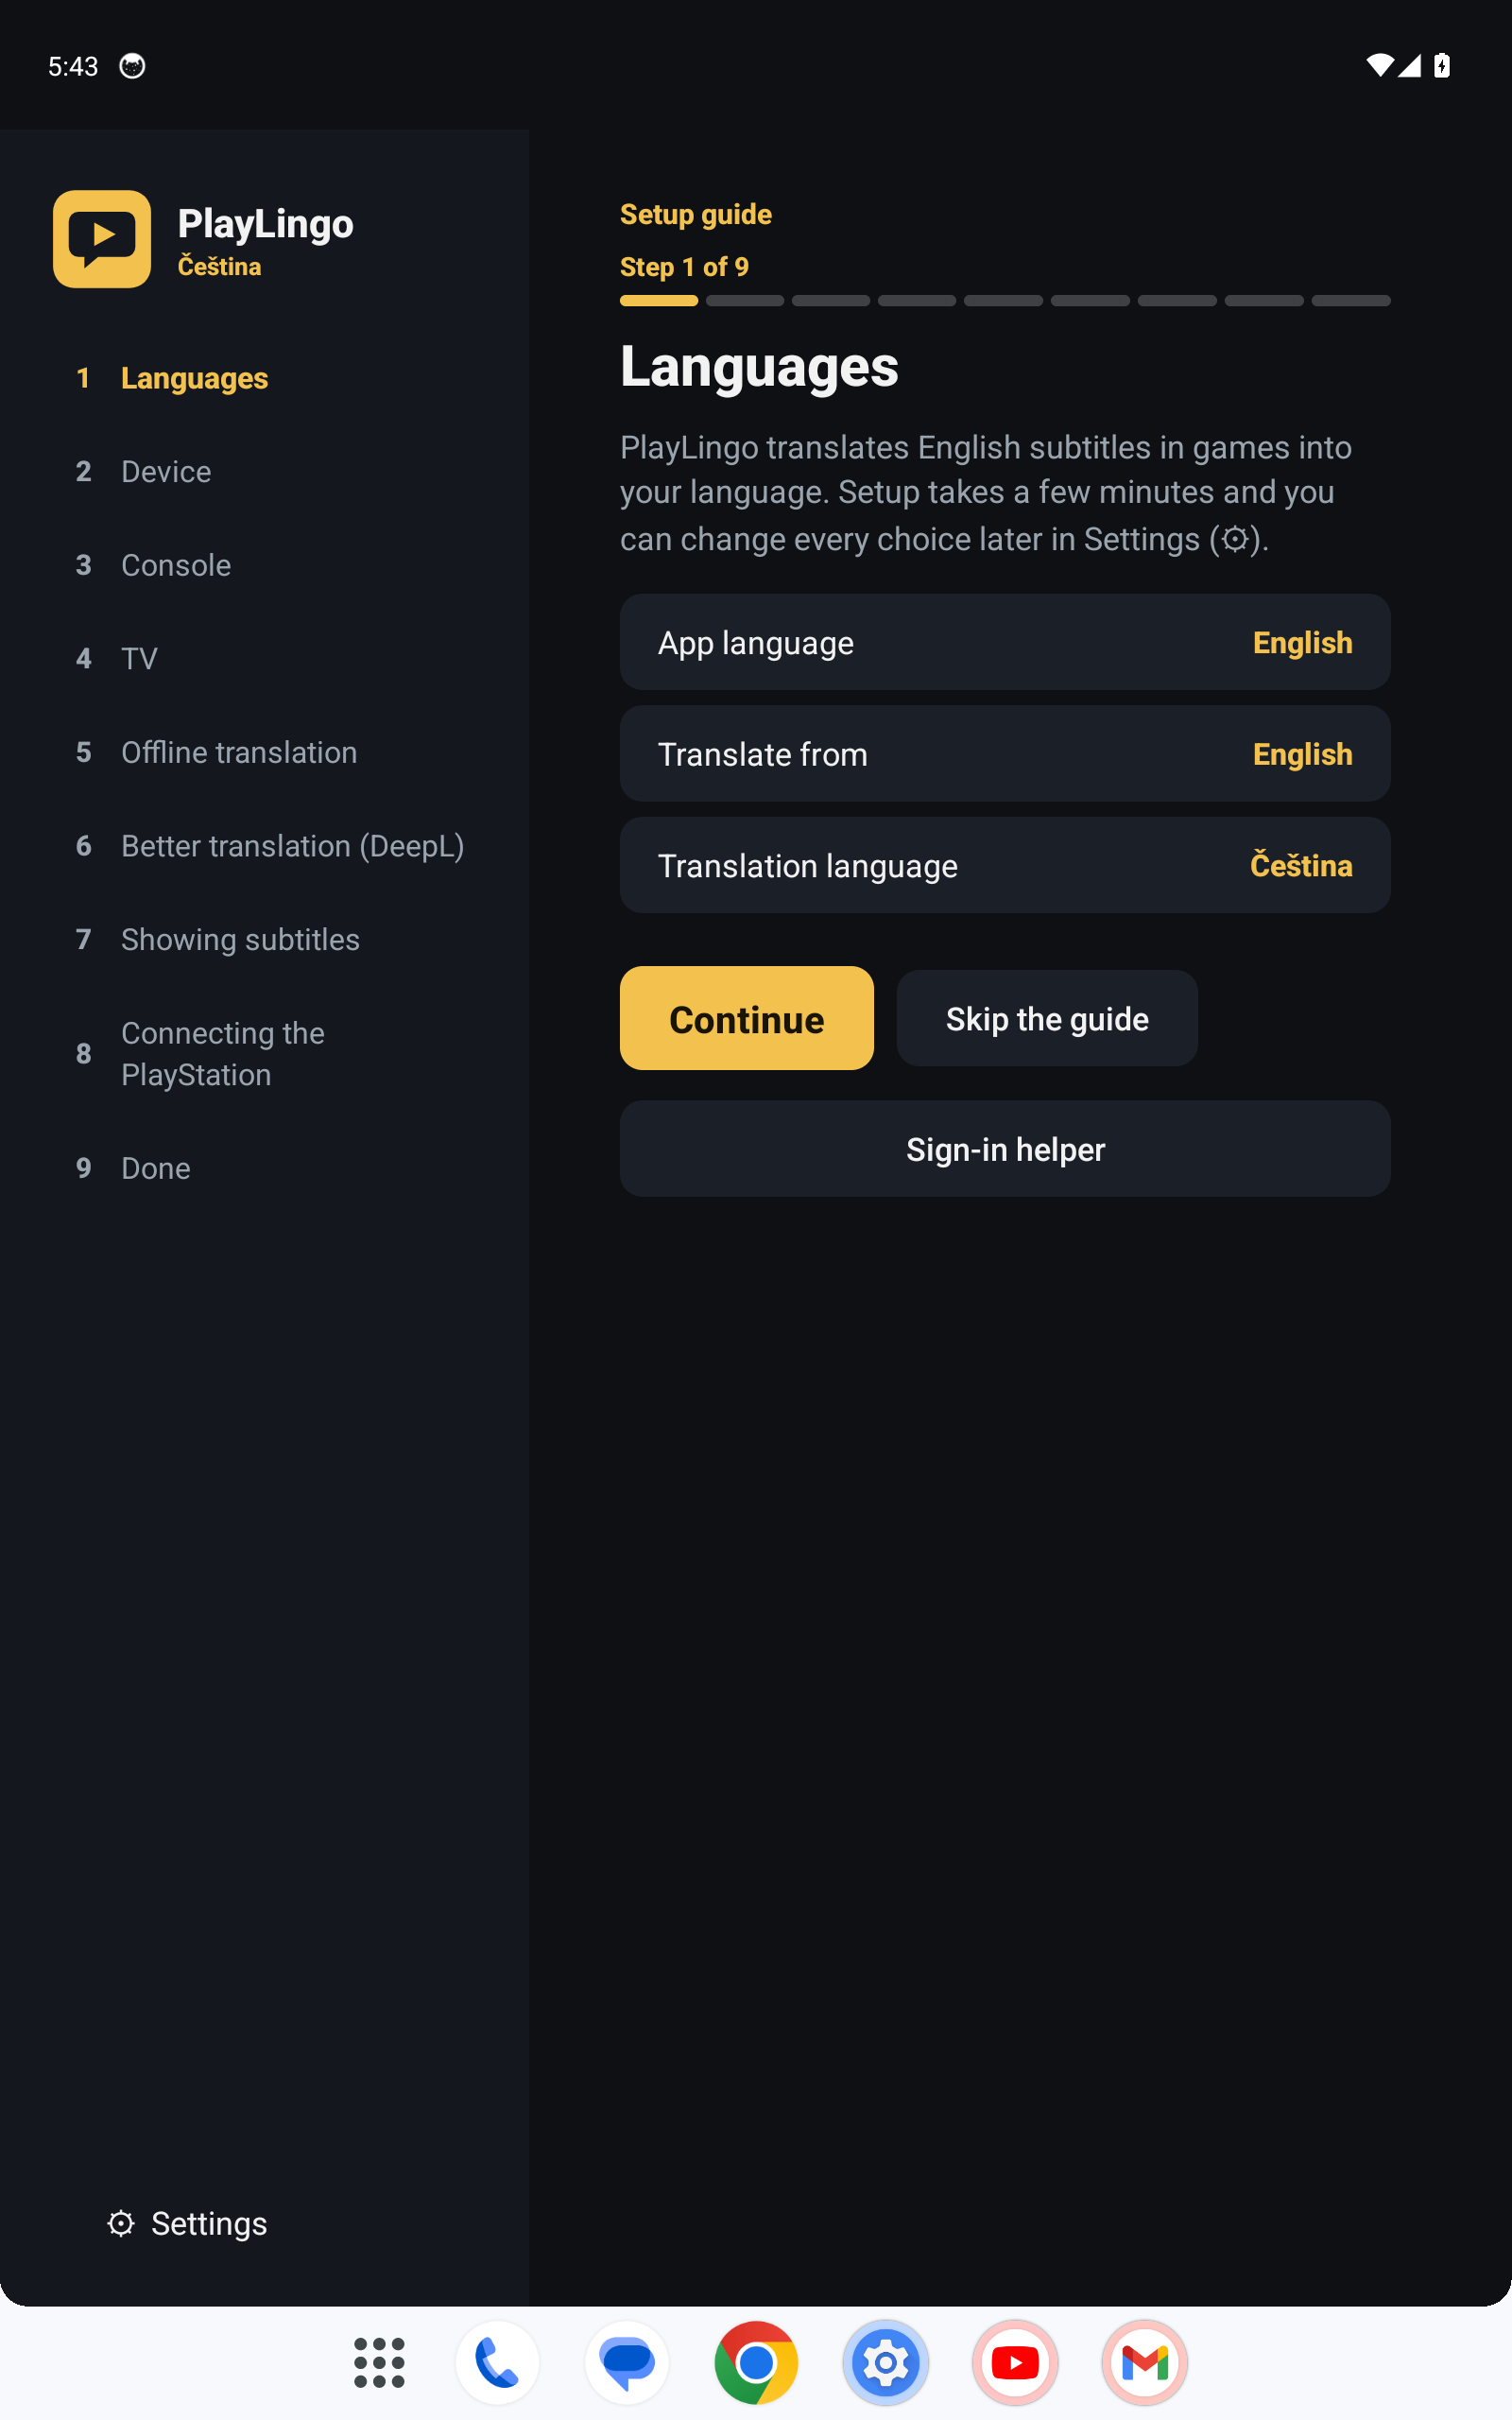 5:43
PlayLingo
Čeština
1 Languages
2 Device
3 Console
4 TV
5 Offline translation
6 Better translation (DeepL)
7 Showing subtitles
8 Connecting the
PlayStation
9 Done
Settings
Setup guide
Step 1 of 9
Languages
PlayLingo translates English subtitles in games into
your language. Setup takes a few minutes and you
can change every choice later in Settings (⚙).
App language English
Translate from English
Translation language Čeština
Continue
Skip the guide
Sign-in helper